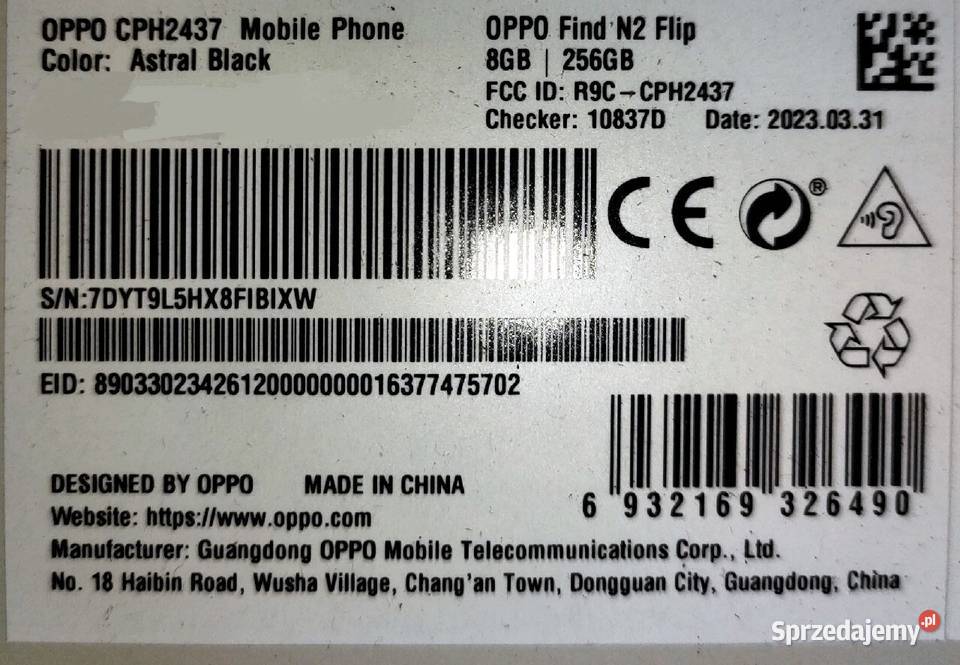 OPPO CPH2437 Mobile Phone
Color: Astral Black
OPPO Find N2 Flip
8GB | 256GB
FCC ID: R9C-CPH2437
Checker: 10837D Date: 2023.03.31
CE
®
S/N:7DYT9L5HX8FIBIXW
EID: 89033023426120000000016377475702
6 932169 326490
DESIGNED BY OPPO MADE IN CHINA
Website: https://www.oppo.com
Manufacturer: Guangdong OPPO Mobile Telecommunications Corp., Ltd.
No. 18 Haibin Road, Wusha Village, Chang'an Town, Dongguan City, Guangdong, China
Sprzedajemy.pl